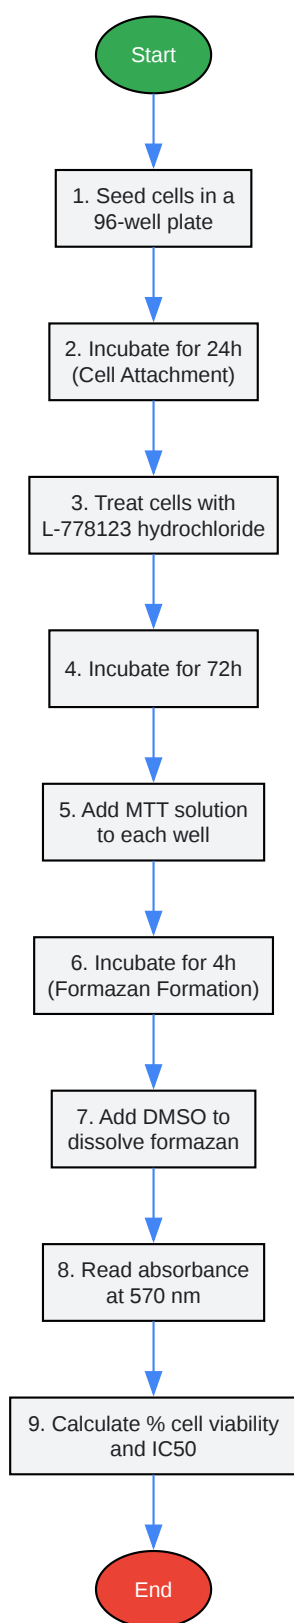 Start
1. Seed cells in a
96-well plate
2. Incubate for 24h
(Cell Attachment)
3. Treat cells with
L-778123 hydrochloride
4. Incubate for 72h
5. Add MTT solution
to each well
6. Incubate for 4h
(Formazan Formation)
7. Add DMSO to
dissolve formazan
8. Read absorbance
at 570 nm
9. Calculate % cell viability
and IC50
End